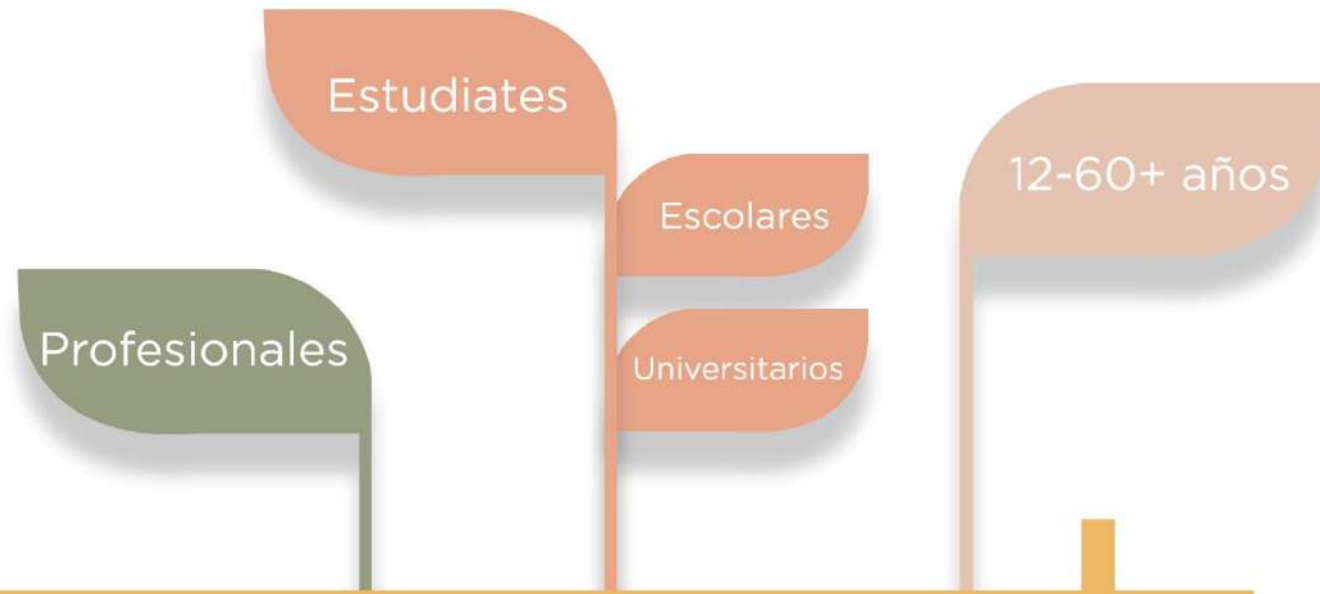 Estudiates
Escolares
Universitarios
Profesionales
12-60+ años